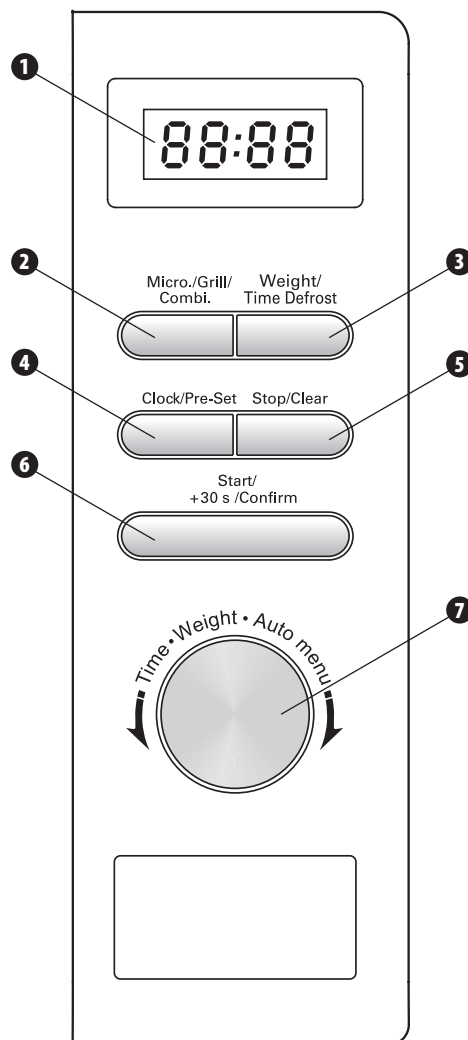 1
88:88
2
3
Micro./Grill/
Combi.
Weight/
Time Defrost
4
5
Clock/Pre-Set
Stop/Clear
6
Start/
+30 s /Confirm
7
Time • Weight • Auto menu